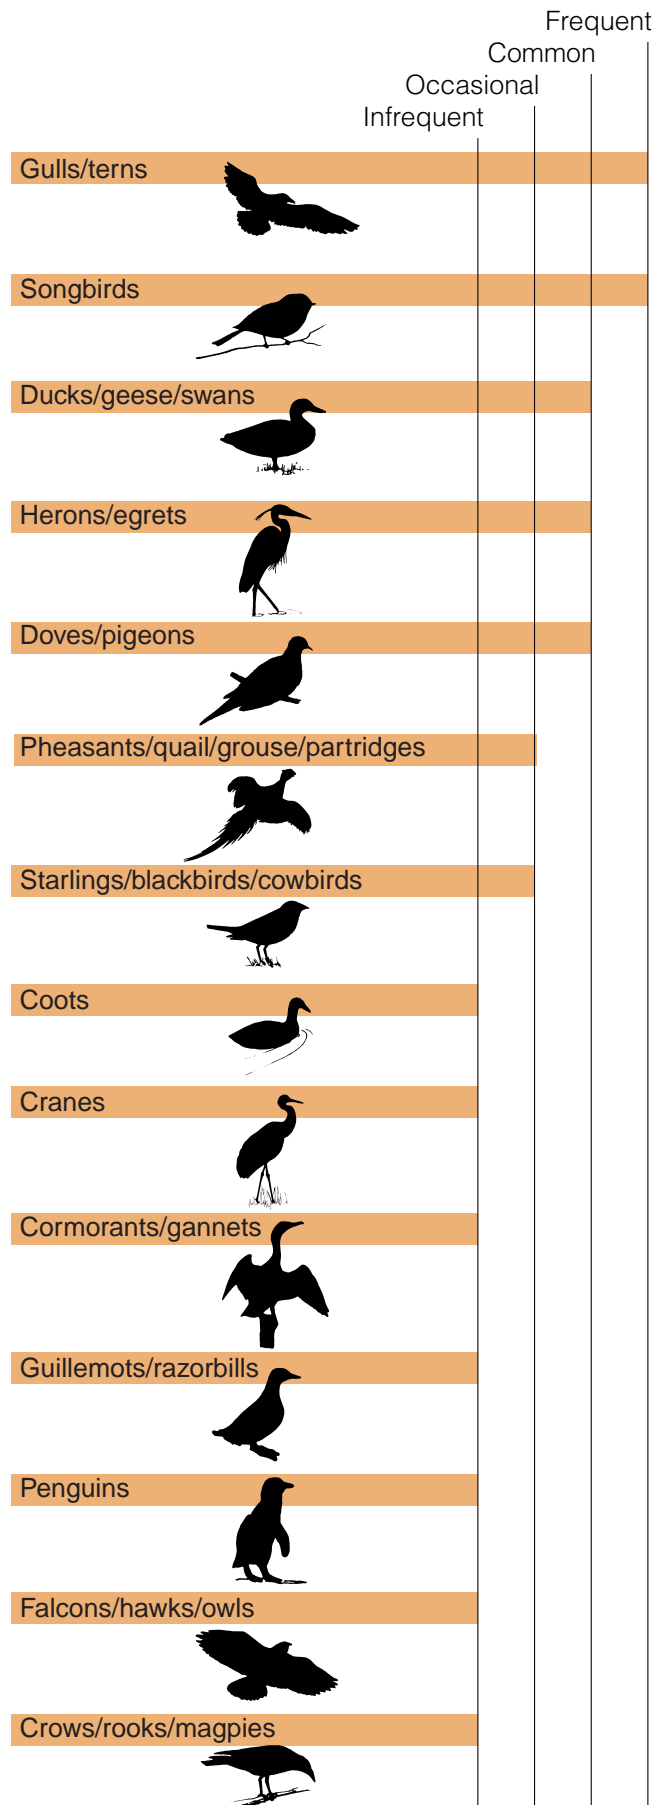 Frequent
Common
Occasional
Infrequent
Gulls/terns
Songbirds
Ducks/geese/swans
Herons/egrets
Doves/pigeons
Pheasants/quail/grouse/partridges
Starlings/blackbirds/cowbirds
Coots
Cranes
Cormorants/gannets
Guillemots/razorbills
Penguins
Falcons/hawks/owls
Crows/rooks/magpies